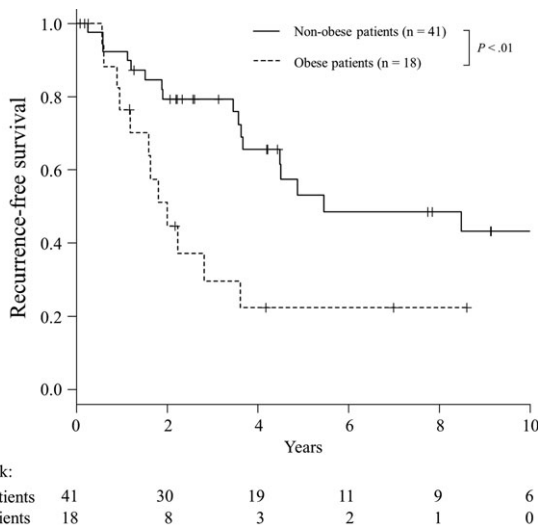 Non-obese patients (n = 41)
P < .01
Obese patients (n = 18)
Recurrence-free survival
1.0
0.8
0.6
0.4
0.2
0.0
0 2 4 6 8 10
Years
k:
tients 41 30 19 11 9 6
ients 18 8 3 2 1 0